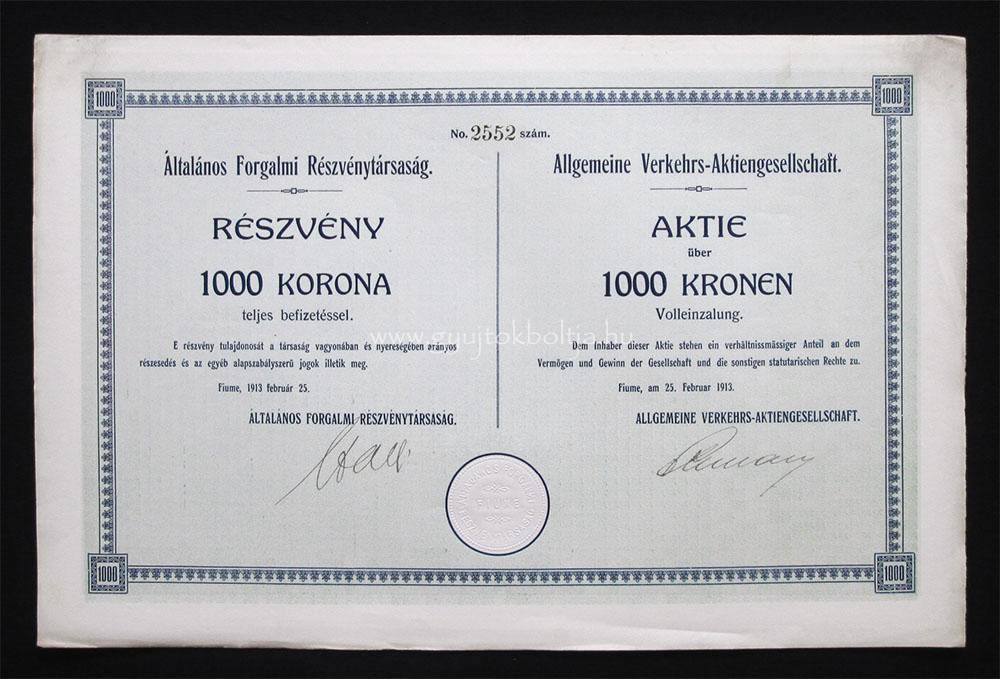 1000
1000
No. 2552 szám.
Általános Forgalmi Részvénytársaság.
RÉSZVÉNY
1000 KORONA
teljes befizetéssel.
E részvény tulajdonosát a társaság vagyonában és nyereségében arányos
részesedés és az egyéb alapszabályszerű jogok illetik meg.
Fiume, 1913 február 25.
ÁLTALÁNOS FORGALMI RÉSZVÉNYTÁRSASÁG.
Allgemeine Verkehrs-Aktiengesellschaft.
AKTIE
über
1000 KRONEN
Volleinzalung.
Dem Inhaber dieser Aktie stehen ein verhältnissmässiger Anteil an dem
Vermögen und Gewinn der Gesellschaft und die sonstigen statutarischen Rechte zu.
Fiume, am 25. Februar 1913.
ALLGEMEINE VERKEHRS-AKTIENGESELLSCHAFT.
www.gyujtokboltja.hu
FIUME
1000
1000